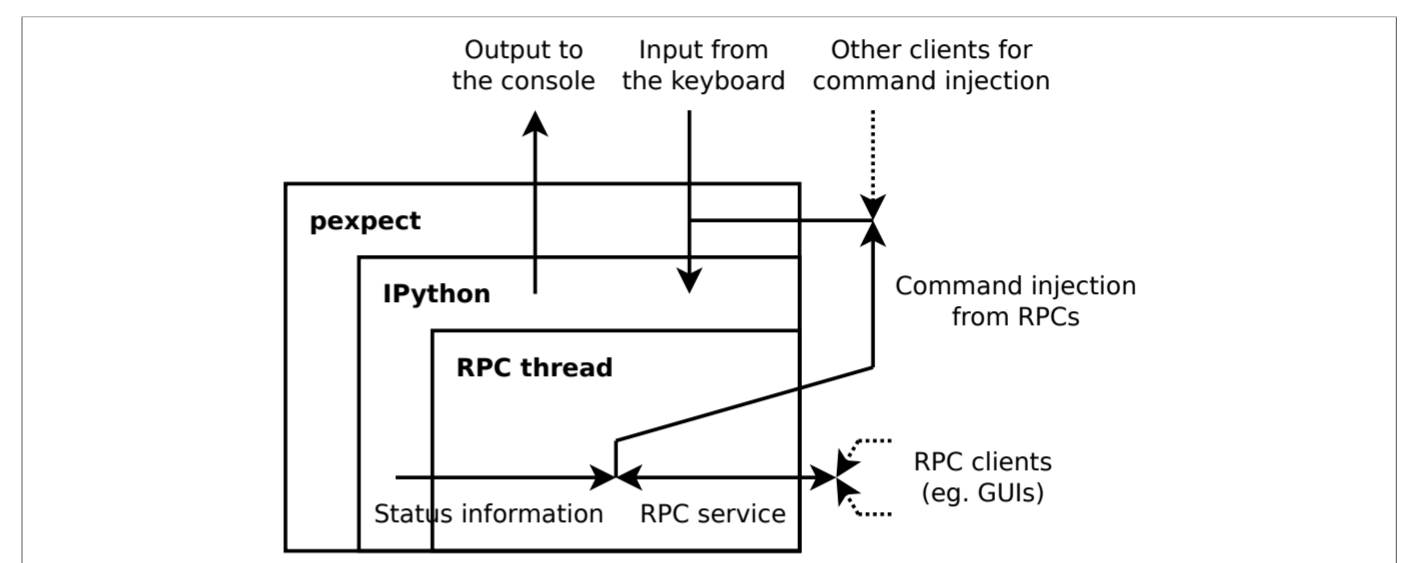 Output to
the console
Input from
the keyboard
Other clients for
command injection
pexpect
IPython
Command injection
from RPCs
RPC thread
RPC clients
(eg. GUIs)
Status information
RPC service